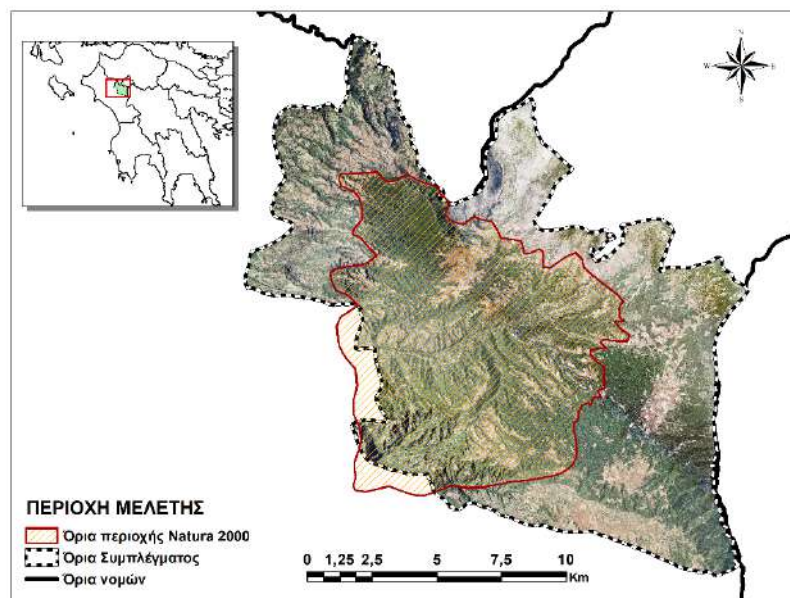 N
W E
S
ΠΕΡΙΟΧΗ ΜΕΛΕΤΗΣ
Όρια περιοχής Natura 2000
Όρια Συμπλέγματος
Όρια νομών
0 1,25 2,5 5 7,5 10
Km